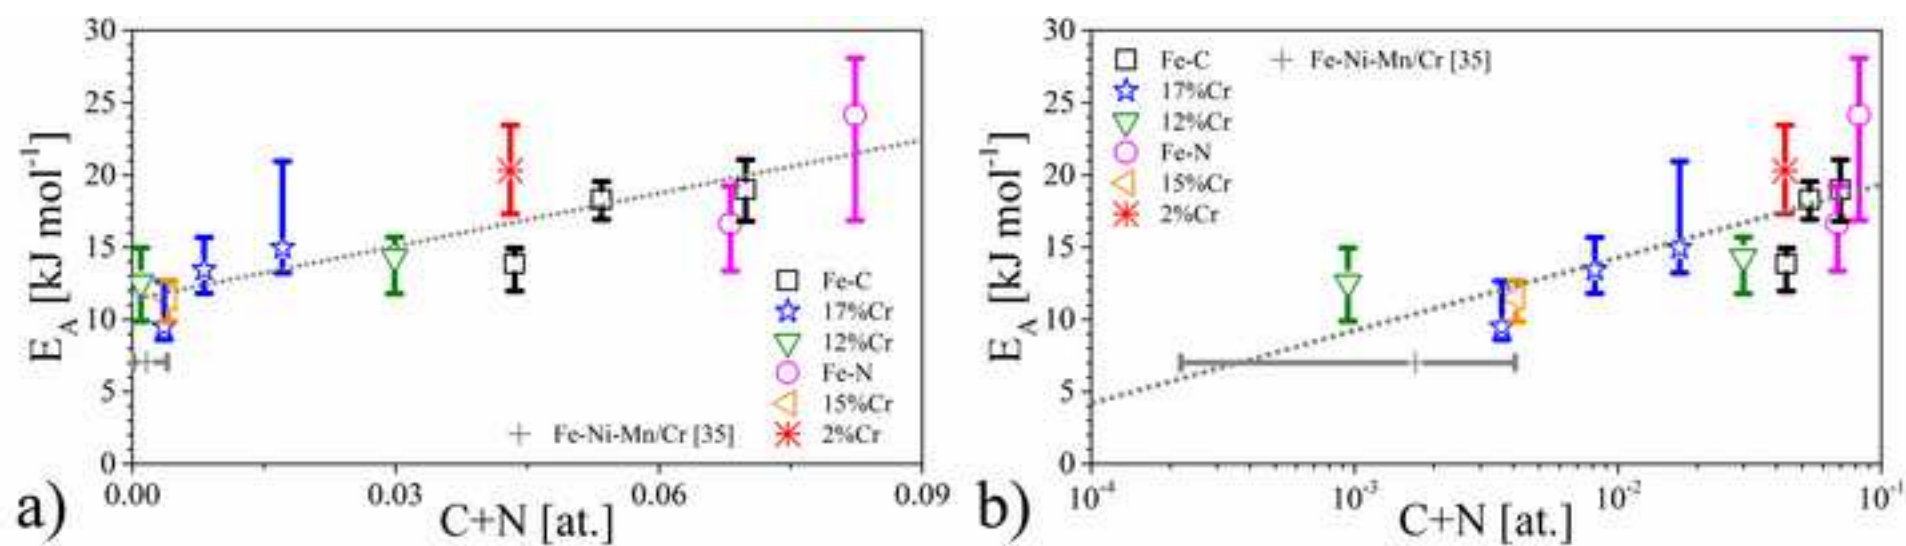 30
25
20
15
10
5
0
E_A [kJ mol⁻¹]
Fe-C
17%Cr
12%Cr
Fe-N
15%Cr
Fe-Ni-Mn/Cr [35]
2%Cr
0.00 0.03 0.06 0.09
a)
C+N [at.]
30
25
20
15
10
5
0
E_A [kJ mol⁻¹]
Fe-C
Fe-Ni-Mn/Cr [35]
17%Cr
12%Cr
Fe-N
15%Cr
2%Cr
10⁻⁴ 10⁻³ 10⁻² 10⁻¹
b)
C+N [at.]